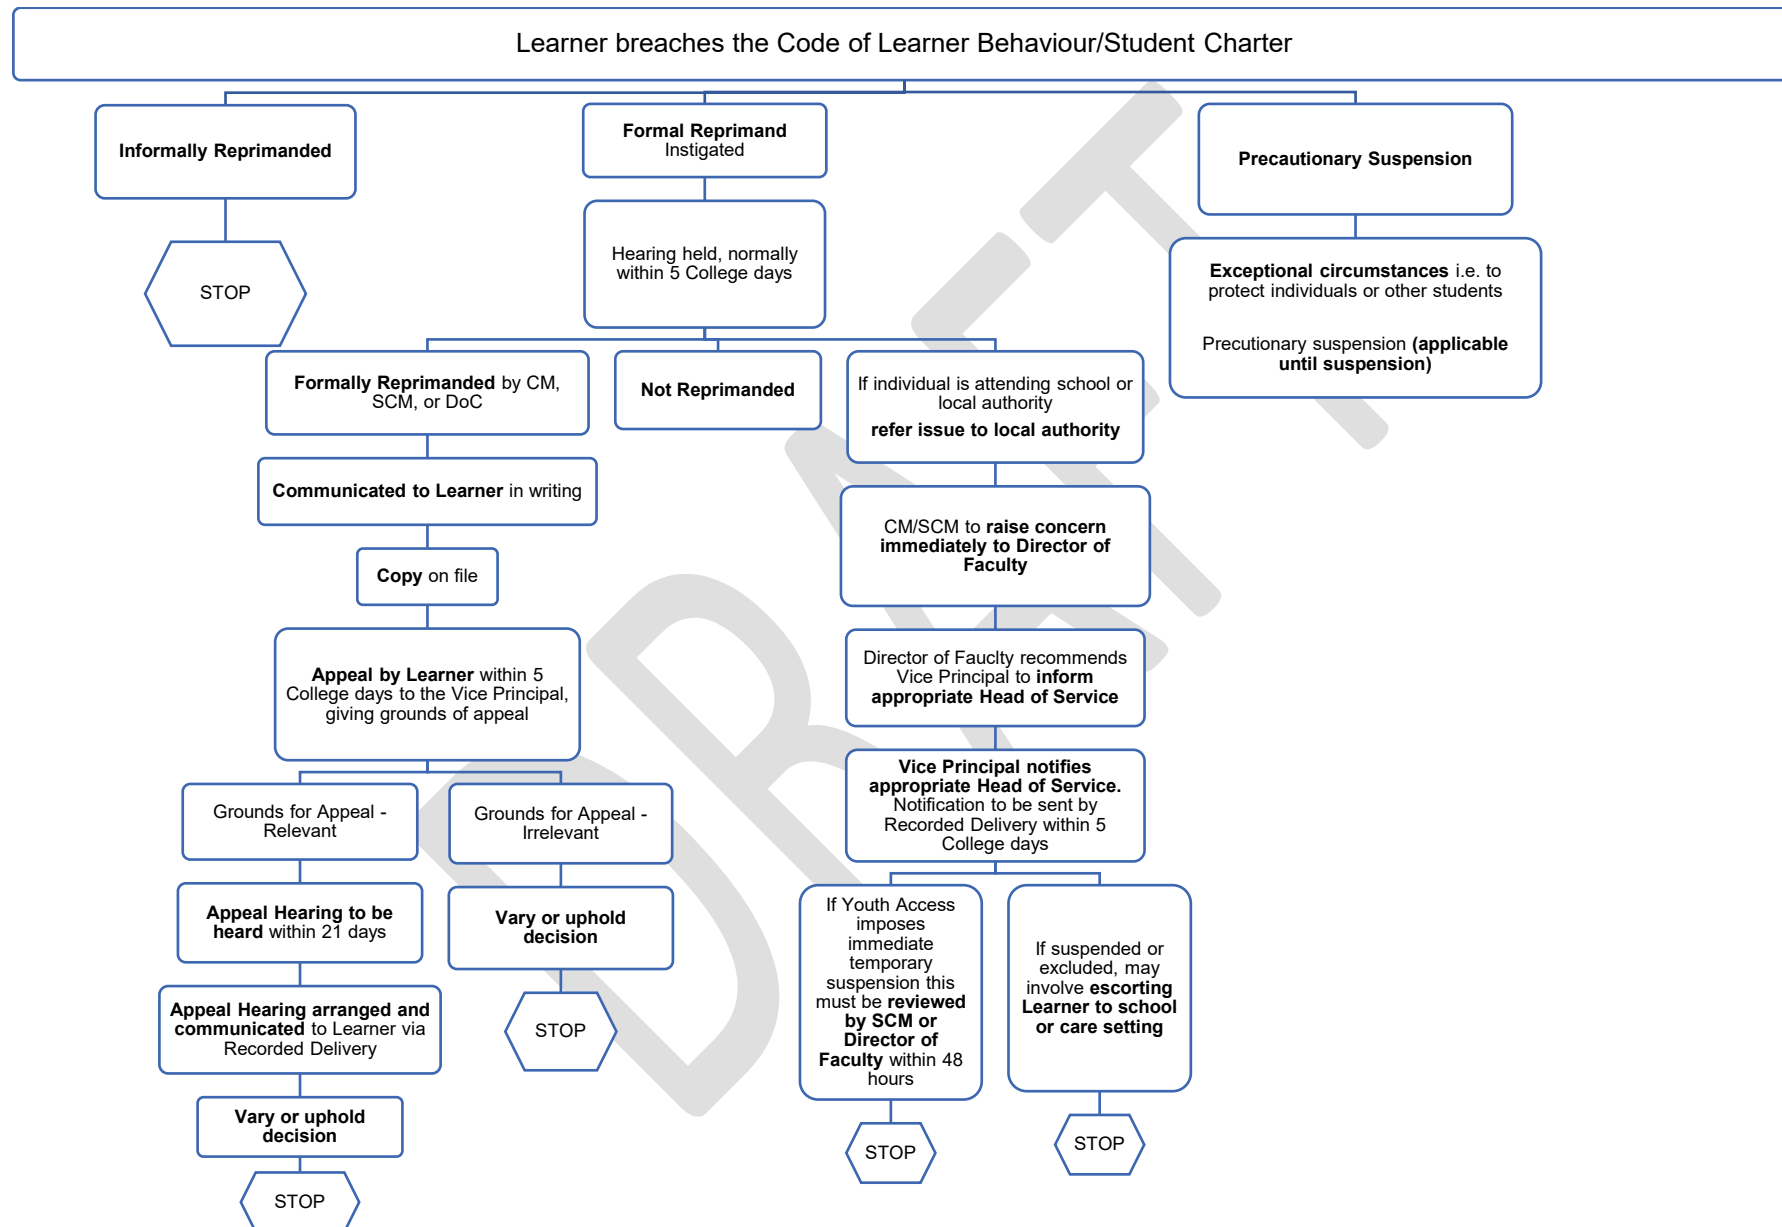 Learner breaches the Code of Learner Behaviour/Student Charter
Informally Reprimanded
STOP
Formal Reprimand
Instigated
Hearing held, normally
within 5 College days
Precautionary Suspension
Exceptional circumstances i.e. to
protect individuals or other students
Precutionary suspension (applicable
until suspension)
Formally Reprimanded by CM,
SCM, or DoC
Communicated to Learner in writing
Copy on file
Appeal by Learner within 5
College days to the Vice Principal,
giving grounds of appeal
Grounds for Appeal -
Relevant
Appeal Hearing to be
heard within 21 days
Appeal Hearing arranged and
communicated to Learner via
Recorded Delivery
Vary or uphold
decision
STOP
Grounds for Appeal -
Irrelevant
Vary or uphold
decision
STOP
Not Reprimanded
If individual is attending school or
local authority
refer issue to local authority
CM/SCM to raise concern
immediately to Director of
Faculty
Director of Fauclty recommends
Vice Principal to inform
appropriate Head of Service
Vice Principal notifies
appropriate Head of Service.
Notification to be sent by
Recorded Delivery within 5
College days
If Youth Access
imposes
immediate
temporary
suspension this
must be reviewed
by SCM or
Director of
Faculty within 48
hours
STOP
If suspended or
excluded, may
involve escorting
Learner to school
or care setting
STOP
DRAFT